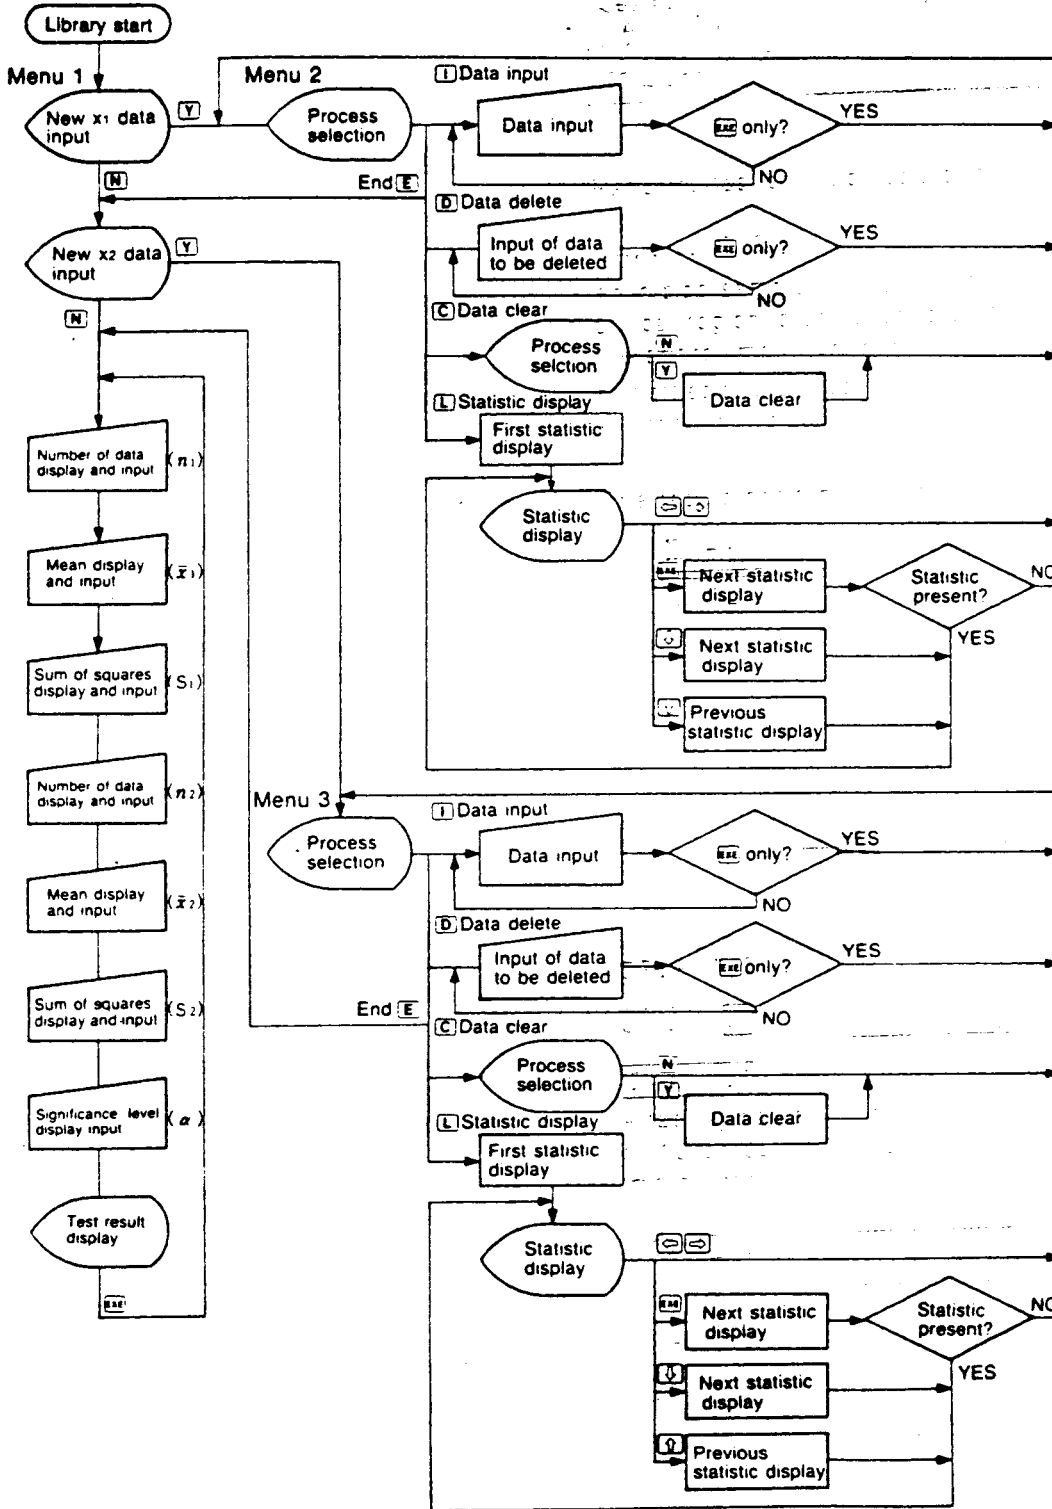 Library start
Menu 1
New x1 data
input
Y
N
New x2 data
input
Y
N
Number of data
display and input
(n1)
Mean display
and input
(x̄1)
Sum of squares
display and input
(S1)
Number of data
display and input
(n2)
Mean display
and input
(x̄2)
Sum of squares
display and input
(S2)
Significance level
display input
(α)
Test result
display
EXE
Menu 2
Process
selection
End E
I Data input
Data input
EXE only?
YES
NO
D Data delete
Input of data
to be deleted
EXE only?
YES
NO
C Data clear
Process
selction
N
Y
Data clear
L Statistic display
First statistic
display
Statistic
display
⇦ ⇨
EXE
Next statistic
display
Statistic
present?
NO
YES
⇩
Next statistic
display
Previous
statistic display
Menu 3
Process
selection
End E
I Data input
Data input
EXE only?
YES
NO
D Data delete
Input of data
to be deleted
EXE only?
YES
NO
C Data clear
Process
selection
N
Y
Data clear
L Statistic display
First statistic
display
Statistic
display
⇦ ⇨
EXE
Next statistic
display
Statistic
present?
NO
YES
⇩
Next statistic
display
⇧
Previous
statistic display